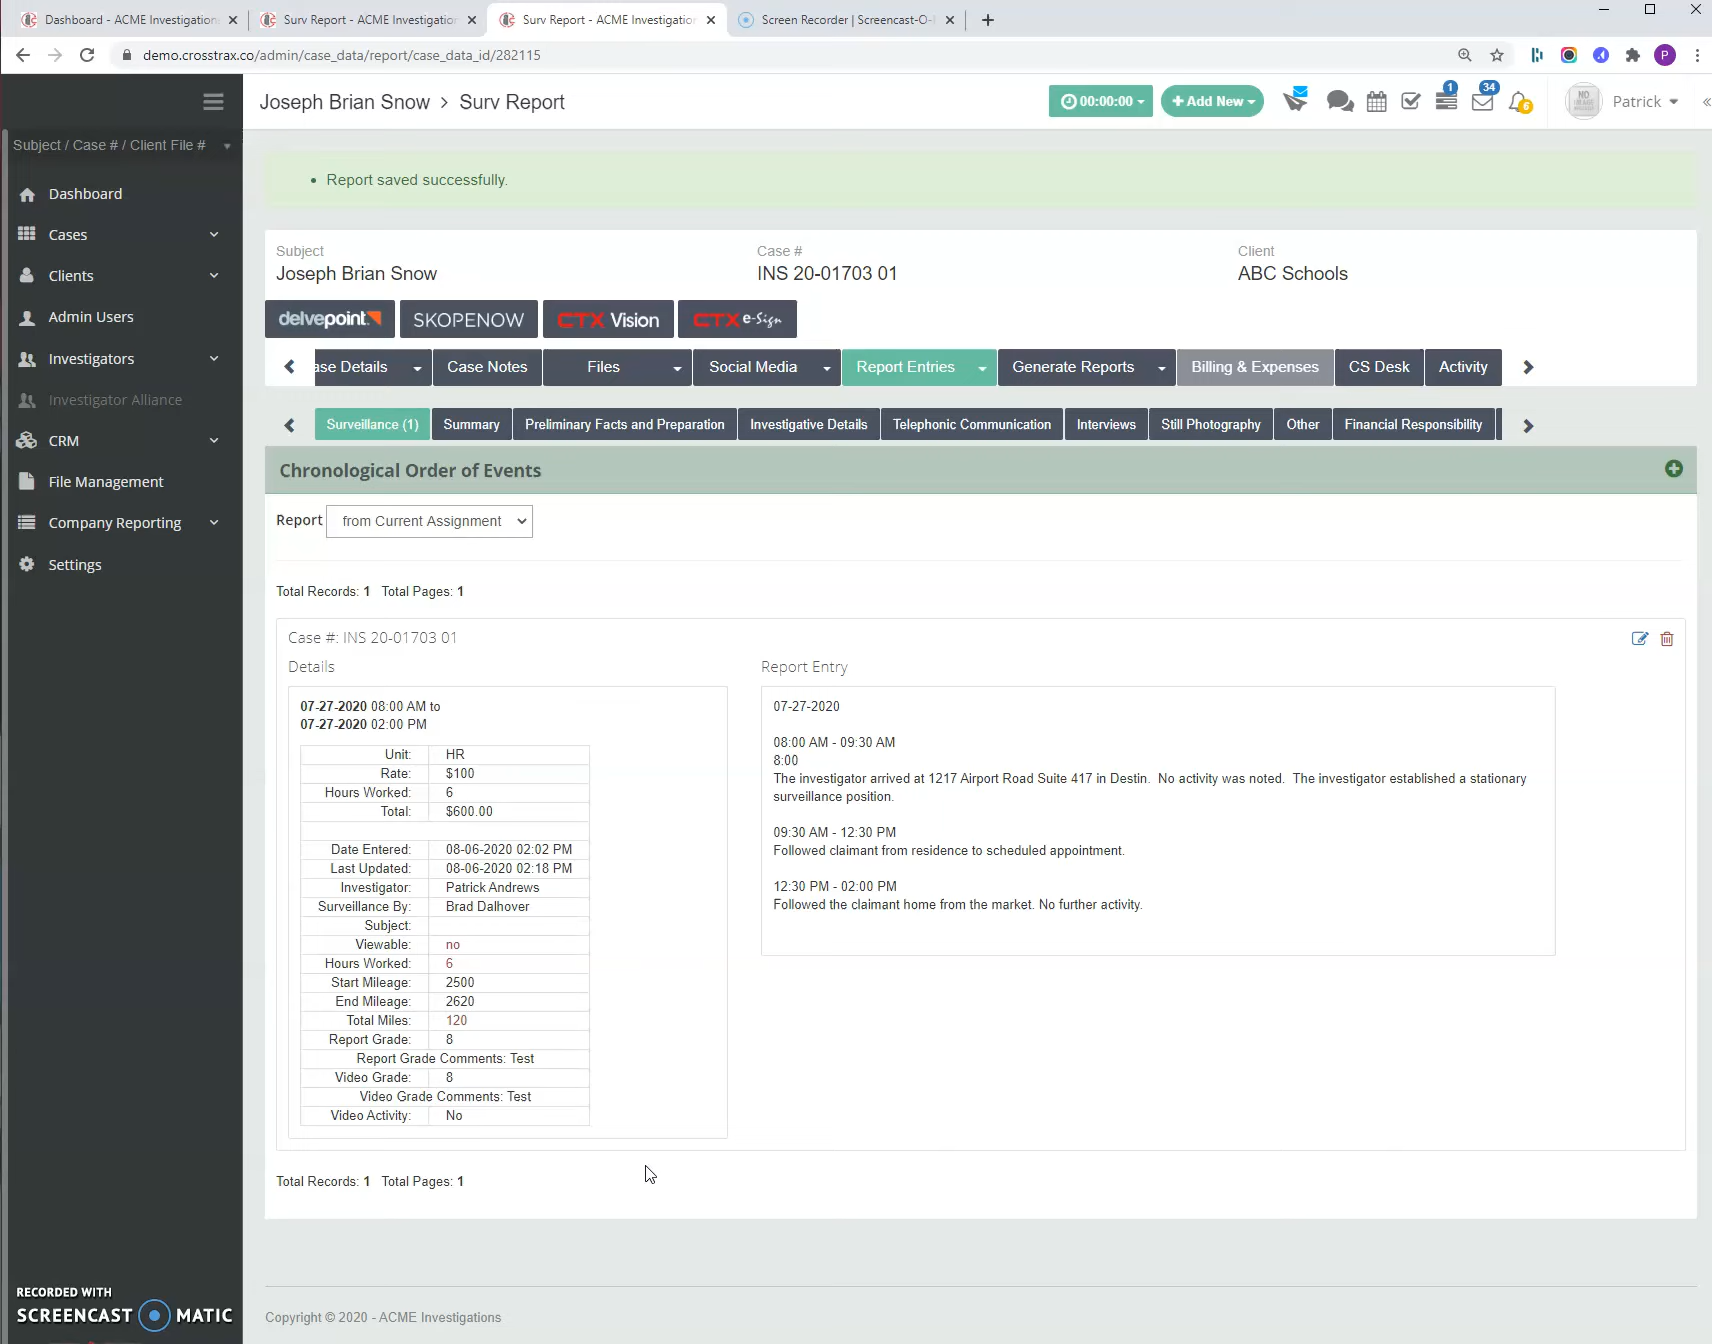 Dashboard - ACME Investigation
Surv Report - ACME Investigation
Surv Report - ACME Investigation
Screen Recorder | Screencast-O-
demo.crosstrax.co/admin/case_data/report/case_data_id/282115
P
Joseph Brian Snow > Surv Report
00:00:00
+ Add New
1
34
6
NO IMAGE
Patrick
Subject / Case # / Client File #
Dashboard
Cases
Clients
Admin Users
Investigators
Investigator Alliance
CRM
File Management
Company Reporting
Settings
• Report saved successfully.
Subject
Joseph Brian Snow
Case #
INS 20-01703 01
Client
ABC Schools
delvepoint
SKOPENOW
CTX Vision
CTX e-Sign
ase Details
Case Notes
Files
Social Media
Report Entries
Generate Reports
Billing & Expenses
CS Desk
Activity
Surveillance (1)
Summary
Preliminary Facts and Preparation
Investigative Details
Telephonic Communication
Interviews
Still Photography
Other
Financial Responsibility
Chronological Order of Events
Report from Current Assignment
Total Records: 1 Total Pages: 1
Case #: INS 20-01703 01
Details
07-27-2020 08:00 AM to
07-27-2020 02:00 PM
Unit: HR
Rate: $100
Hours Worked: 6
Total: $600.00
Date Entered: 08-06-2020 02:02 PM
Last Updated: 08-06-2020 02:18 PM
Investigator: Patrick Andrews
Surveillance By: Brad Dalhover
Subject:
Viewable: no
Hours Worked: 6
Start Mileage: 2500
End Mileage: 2620
Total Miles: 120
Report Grade: 8
Report Grade Comments: Test
Video Grade: 8
Video Grade Comments: Test
Video Activity: No
Report Entry
07-27-2020
08:00 AM - 09:30 AM
8:00
The investigator arrived at 1217 Airport Road Suite 417 in Destin. No activity was noted. The investigator established a stationary
surveillance position.
09:30 AM - 12:30 PM
Followed claimant from residence to scheduled appointment.
12:30 PM - 02:00 PM
Followed the claimant home from the market. No further activity.
Total Records: 1 Total Pages: 1
Copyright © 2020 - ACME Investigations
RECORDED WITH
SCREENCAST MATIC